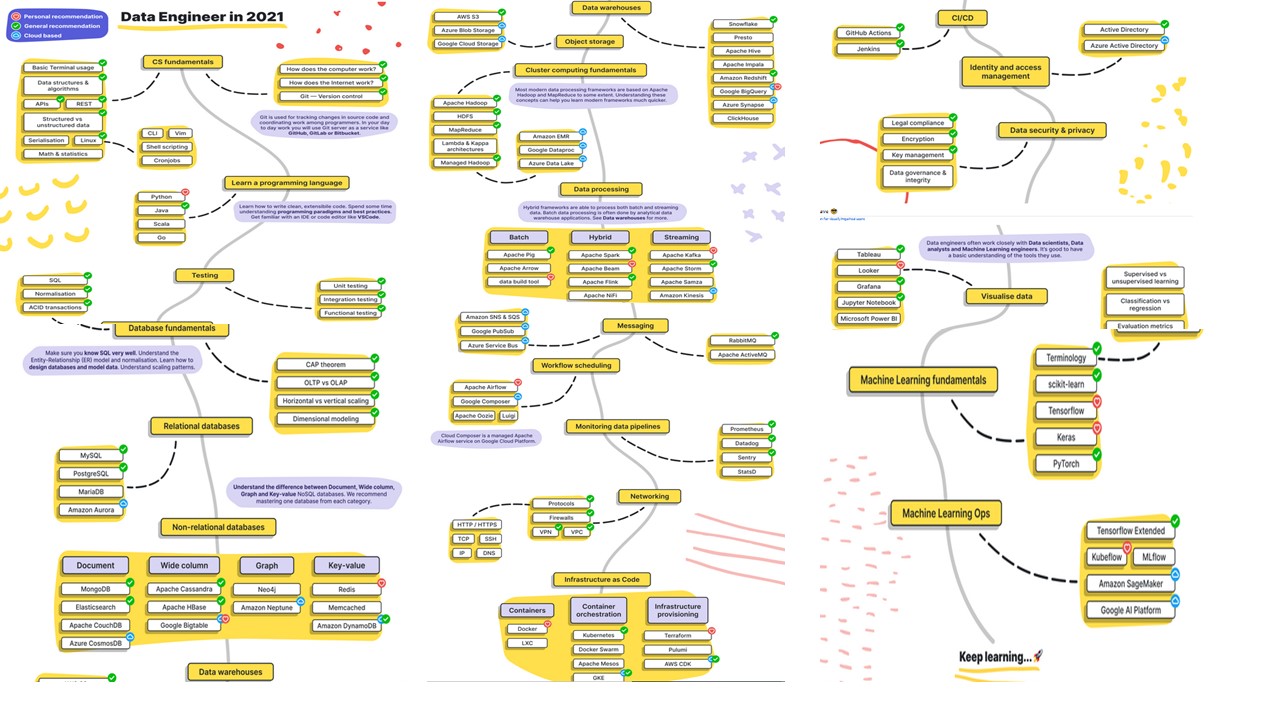 Personal recommendation
General recommendation
Cloud based
Data Engineer in 2021
CS fundamentals
Basic Terminal usage
Data structures &
algorithms
APIs
REST
Structured vs
unstructured data
Serialisation
Linux
Math & statistics
CLI
Vim
Shell scripting
Cronjobs
How does the computer work?
How does the Internet work?
Git — Version control
Git is used for tracking changes in source code and
coordinating work among programmers. In your day
to day work you will use Git server as a service like
GitHub, GitLab or Bitbucket.
Learn a programming language
Python
Java
Scala
Go
Learn how to write clean, extensible code. Spend some time
understanding programming paradigms and best practices.
Get familiar with an IDE or code editor like VSCode.
Testing
SQL
Normalisation
ACID transactions
Unit testing
Integration testing
Functional testing
Database fundamentals
Make sure you know SQL very well. Understand the
Entity-Relationship (ER) model and normalisation. Learn how to
design databases and model data. Understand scaling patterns.
CAP theorem
OLTP vs OLAP
Horizontal vs vertical scaling
Dimensional modeling
Relational databases
MySQL
PostgreSQL
MariaDB
Amazon Aurora
Understand the difference between Document, Wide column,
Graph and Key-value NoSQL databases. We recommend
mastering one database from each category.
Non-relational databases
Document
MongoDB
Elasticsearch
Apache CouchDB
Azure CosmosDB
Wide column
Apache Cassandra
Apache HBase
Google Bigtable
Graph
Neo4j
Amazon Neptune
Key-value
Redis
Memcached
Amazon DynamoDB
Data warehouses
Data warehouses
AWS S3
Azure Blob Storage
Google Cloud Storage
Object storage
Snowflake
Presto
Apache Hive
Apache Impala
Amazon Redshift
Google BigQuery
Azure Synapse
ClickHouse
Cluster computing fundamentals
Most modern data processing frameworks are based on Apache
Hadoop and MapReduce to some extent. Understanding these
concepts can help you learn modern frameworks much quicker.
Apache Hadoop
HDFS
MapReduce
Lambda & Kappa
architectures
Managed Hadoop
Amazon EMR
Google Dataproc
Azure Data Lake
Data processing
Hybrid frameworks are able to process both batch and streaming
data. Batch data processing is often done by analytical data
warehouse applications. See Data warehouses for more.
Batch
Apache Pig
Apache Arrow
data build tool
Hybrid
Apache Spark
Apache Beam
Apache Flink
Apache NiFi
Streaming
Apache Kafka
Apache Storm
Apache Samza
Amazon Kinesis
Messaging
Amazon SNS & SQS
Google PubSub
Azure Service Bus
RabbitMQ
Apache ActiveMQ
Workflow scheduling
Apache Airflow
Google Composer
Apache Oozie
Luigi
Cloud Composer is a managed Apache
Airflow service on Google Cloud Platform.
Monitoring data pipelines
Prometheus
Datadog
Sentry
StatsD
Networking
Protocols
Firewalls
VPN
VPC
HTTP / HTTPS
TCP
SSH
IP
DNS
Infrastructure as Code
Containers
Docker
LXC
Container
orchestration
Kubernetes
Docker Swarm
Apache Mesos
GKE
Infrastructure
provisioning
Terraform
Pulumi
AWS CDK
CI/CD
GitHub Actions
Jenkins
Active Directory
Azure Active Directory
Identity and access
management
Legal compliance
Encryption
Key management
Data governance &
integrity
Data security & privacy
Data engineers often work closely with Data scientists, Data
analysts and Machine Learning engineers. It's good to have
a basic understanding of the tools they use.
Tableau
Looker
Grafana
Jupyter Notebook
Microsoft Power BI
Visualise data
Supervised vs
unsupervised learning
Classification vs
regression
Evaluation metrics
Machine Learning fundamentals
Terminology
scikit-learn
Tensorflow
Keras
PyTorch
Machine Learning Ops
Tensorflow Extended
Kubeflow
MLflow
Amazon SageMaker
Google AI Platform
Keep learning...